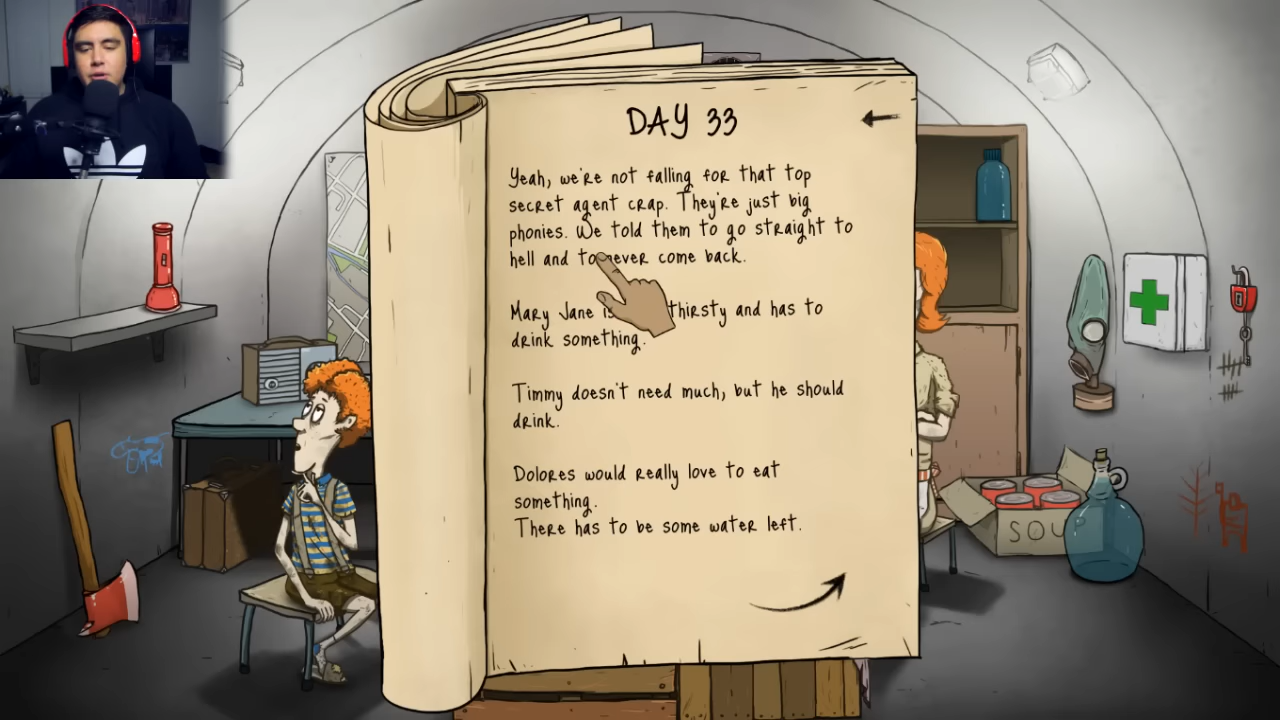 DAY 33
Yeah, we're not falling for that top
secret agent crap. They're just big
phonies. We told them to go straight to
hell and to never come back.
Mary Jane is thirsty and has to
drink something.
Timmy doesn't need much, but he should
drink.
Dolores would really love to eat
something.
There has to be some water left.
SOU